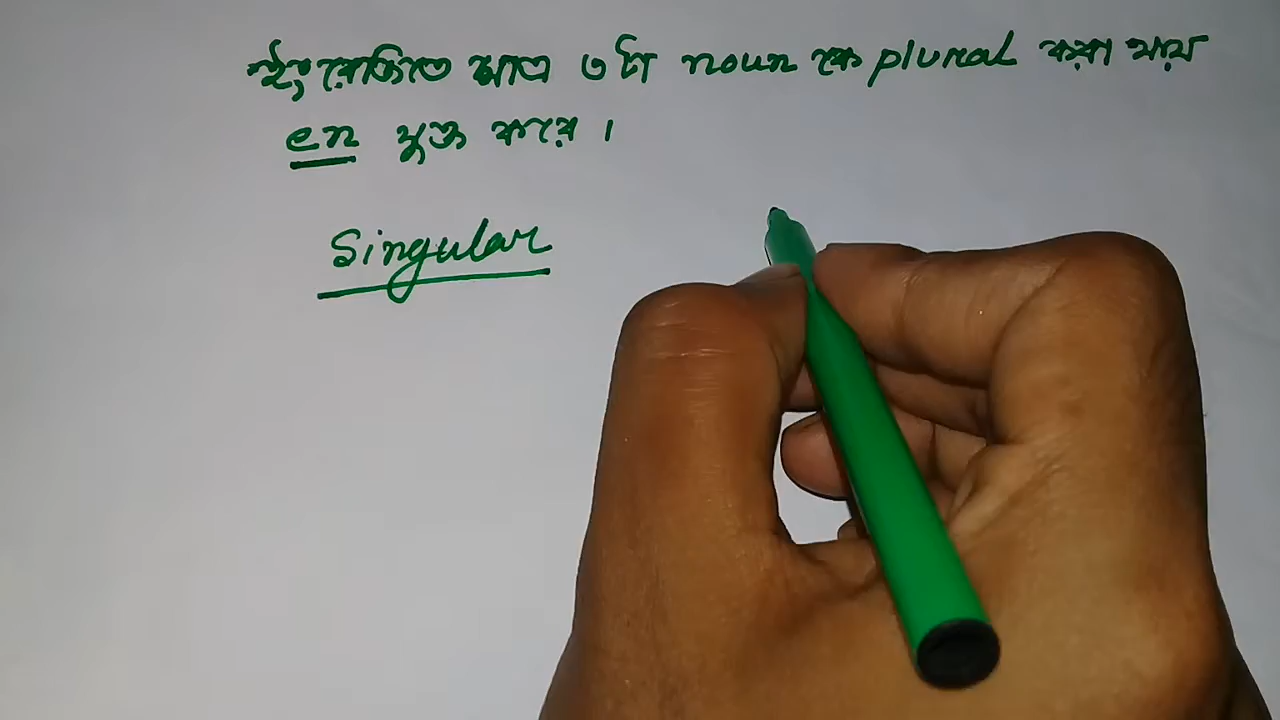 ইংরেজিতে মাত্র ৩টা noun কে plural করা যায়
en যুক্ত করে।
Singular